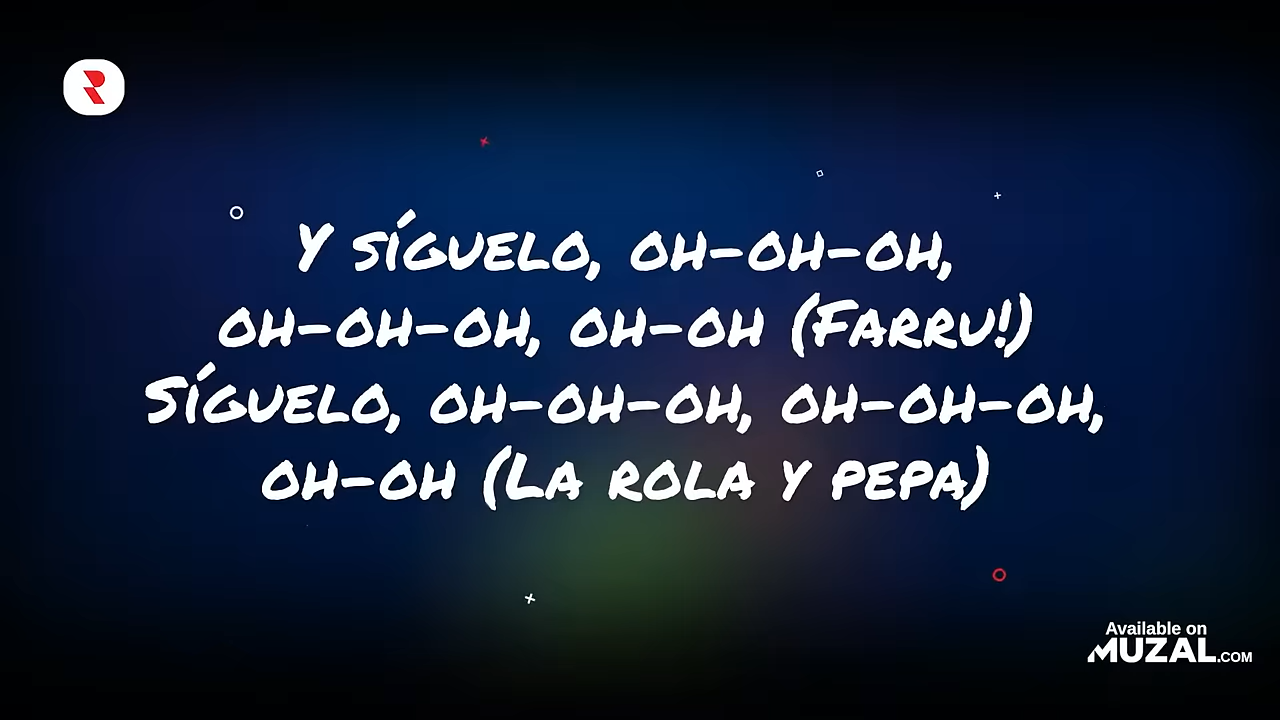 Y síguelo, oh-oh-oh,
oh-oh-oh, oh-oh (Farru!)
Síguelo, oh-oh-oh, oh-oh-oh,
oh-oh (La rola y pepa)
Available on
MUZAL.COM